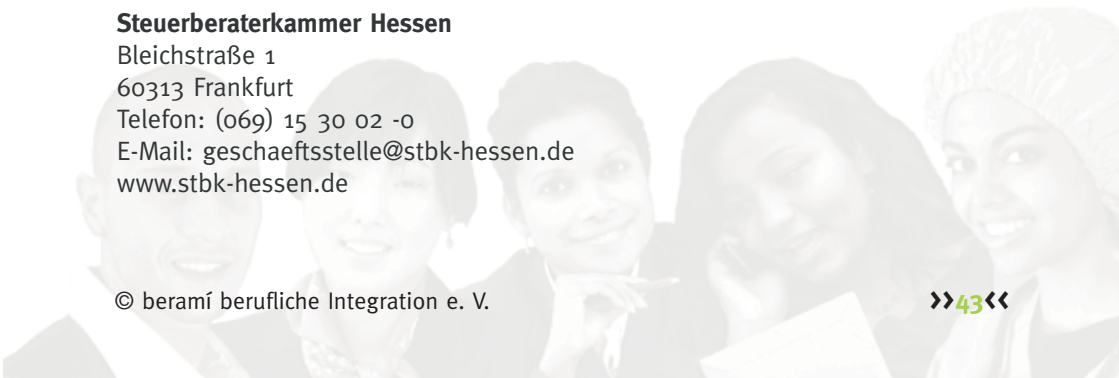 Steuerberaterkammer Hessen
Bleichstraße 1
60313 Frankfurt
Telefon: (069) 15 30 02 -0
E-Mail: geschaeftsstelle@stbk-hessen.de
www.stbk-hessen.de
© beramí berufliche Integration e. V. >>43<<